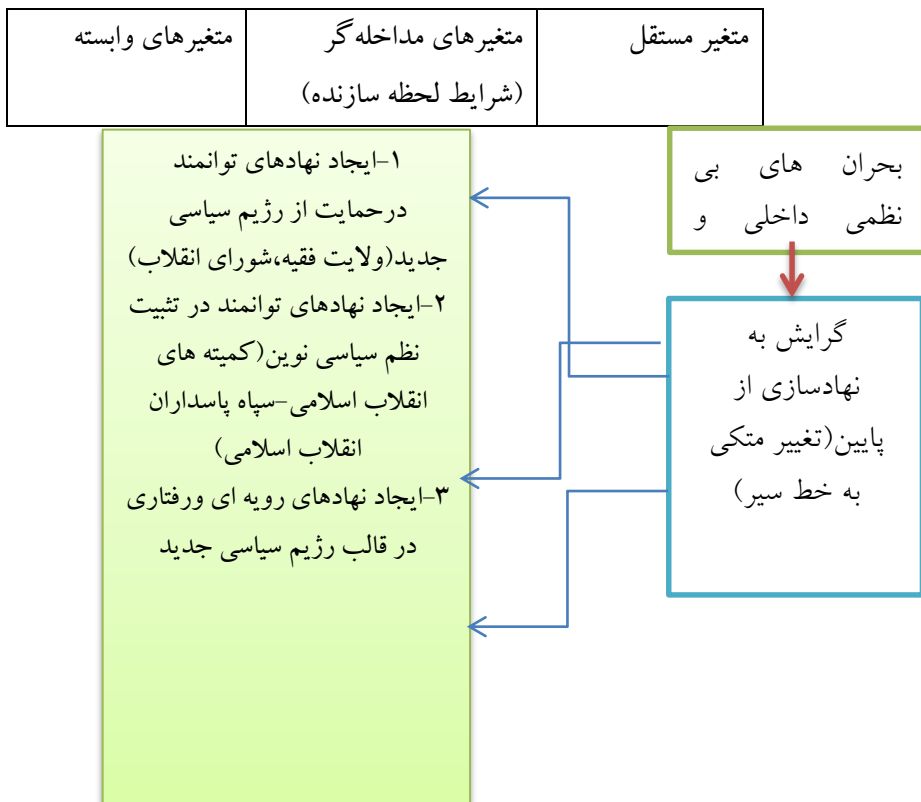 متغیر مستقل
متغیرهای مداخله‌گر
(شرایط لحظه سازنده)
متغیرهای وابسته
بحران های بی
نظمی داخلی و
گرایش به
نهادسازی از
پایین(تغییر متکی
به خط سیر)
۱-ایجاد نهادهای توانمند
درحمایت از رژیم سیاسی
جدید(ولایت فقیه،شورای انقلاب)
۲-ایجاد نهادهای توانمند در تثبیت
نظم سیاسی نوین(کمیته های
انقلاب اسلامی-سپاه پاسداران
انقلاب اسلامی)
۳-ایجاد نهادهای رویه ای ورفتاری
در قالب رژیم سیاسی جدید